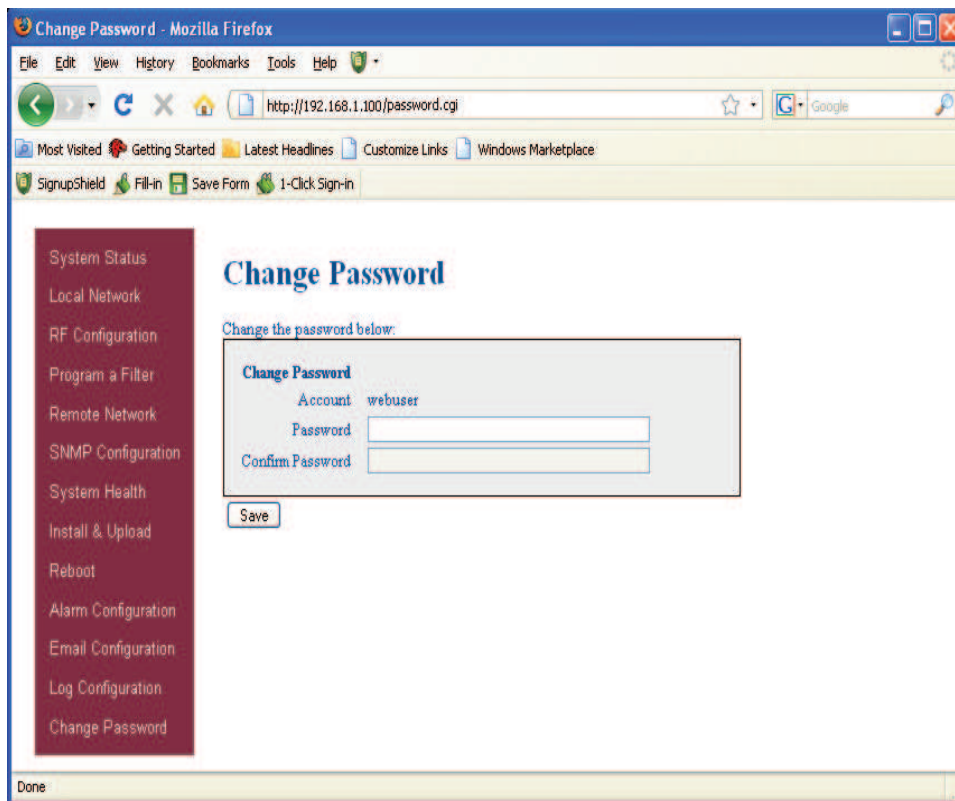 Change Password - Mozilla Firefox
File Edit View History Bookmarks Tools Help
http://192.168.1.100/password.cgi
G Google
Most Visited Getting Started Latest Headlines Customize Links Windows Marketplace
SignupShield Fill-in Save Form 1-Click Sign-in
System Status
Local Network
RF Configuration
Program a Filter
Remote Network
SNMP Configuration
System Health
Install & Upload
Reboot
Alarm Configuration
Email Configuration
Log Configuration
Change Password
Change Password
Change the password below:
Change Password
Account webuser
Password
Confirm Password
Save
Done